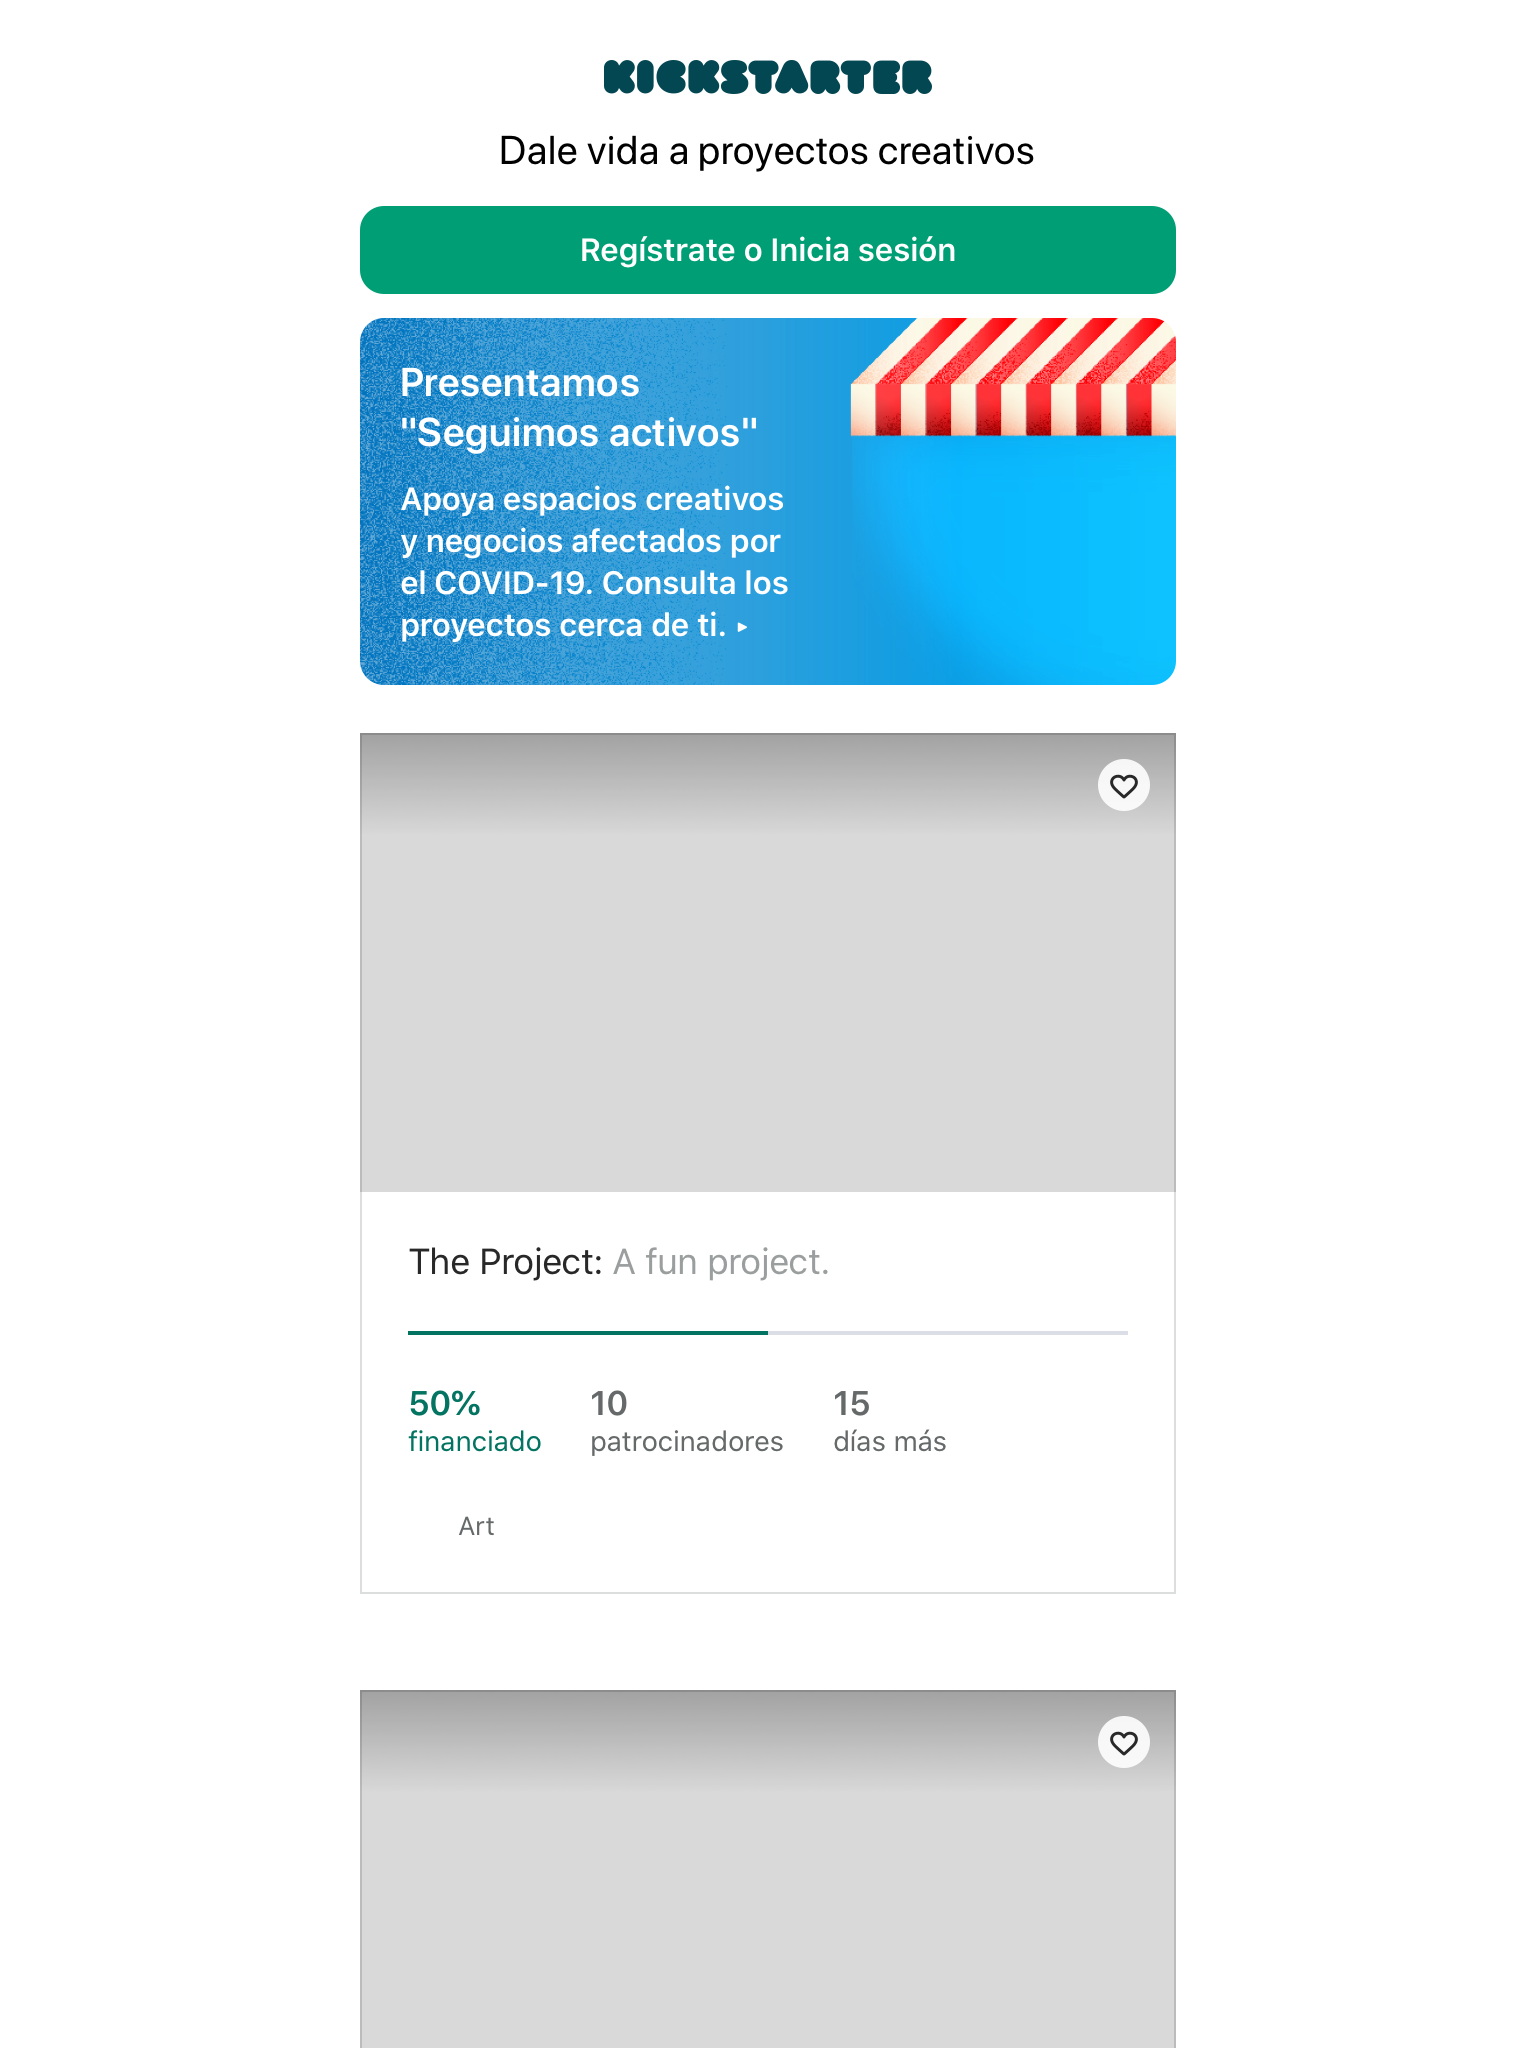 KICKSTARTER
Dale vida a proyectos creativos
Regístrate o Inicia sesión
Presentamos
"Seguimos activos"
Apoya espacios creativos
y negocios afectados por
el COVID-19. Consulta los
proyectos cerca de ti. ▸
The Project: A fun project.
50% 10 15
financiado patrocinadores días más
Art